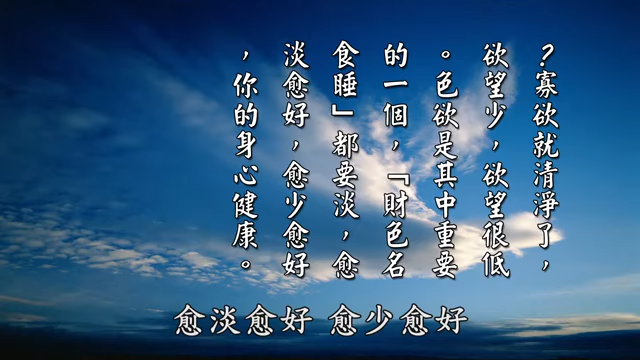 ？寡欲就清淨了，
欲望少，欲望很低
。色欲是其中重要
的一個，「財色名
食睡」都要淡，愈
淡愈好，愈少愈好
，你的身心健康。
愈淡愈好 愈少愈好